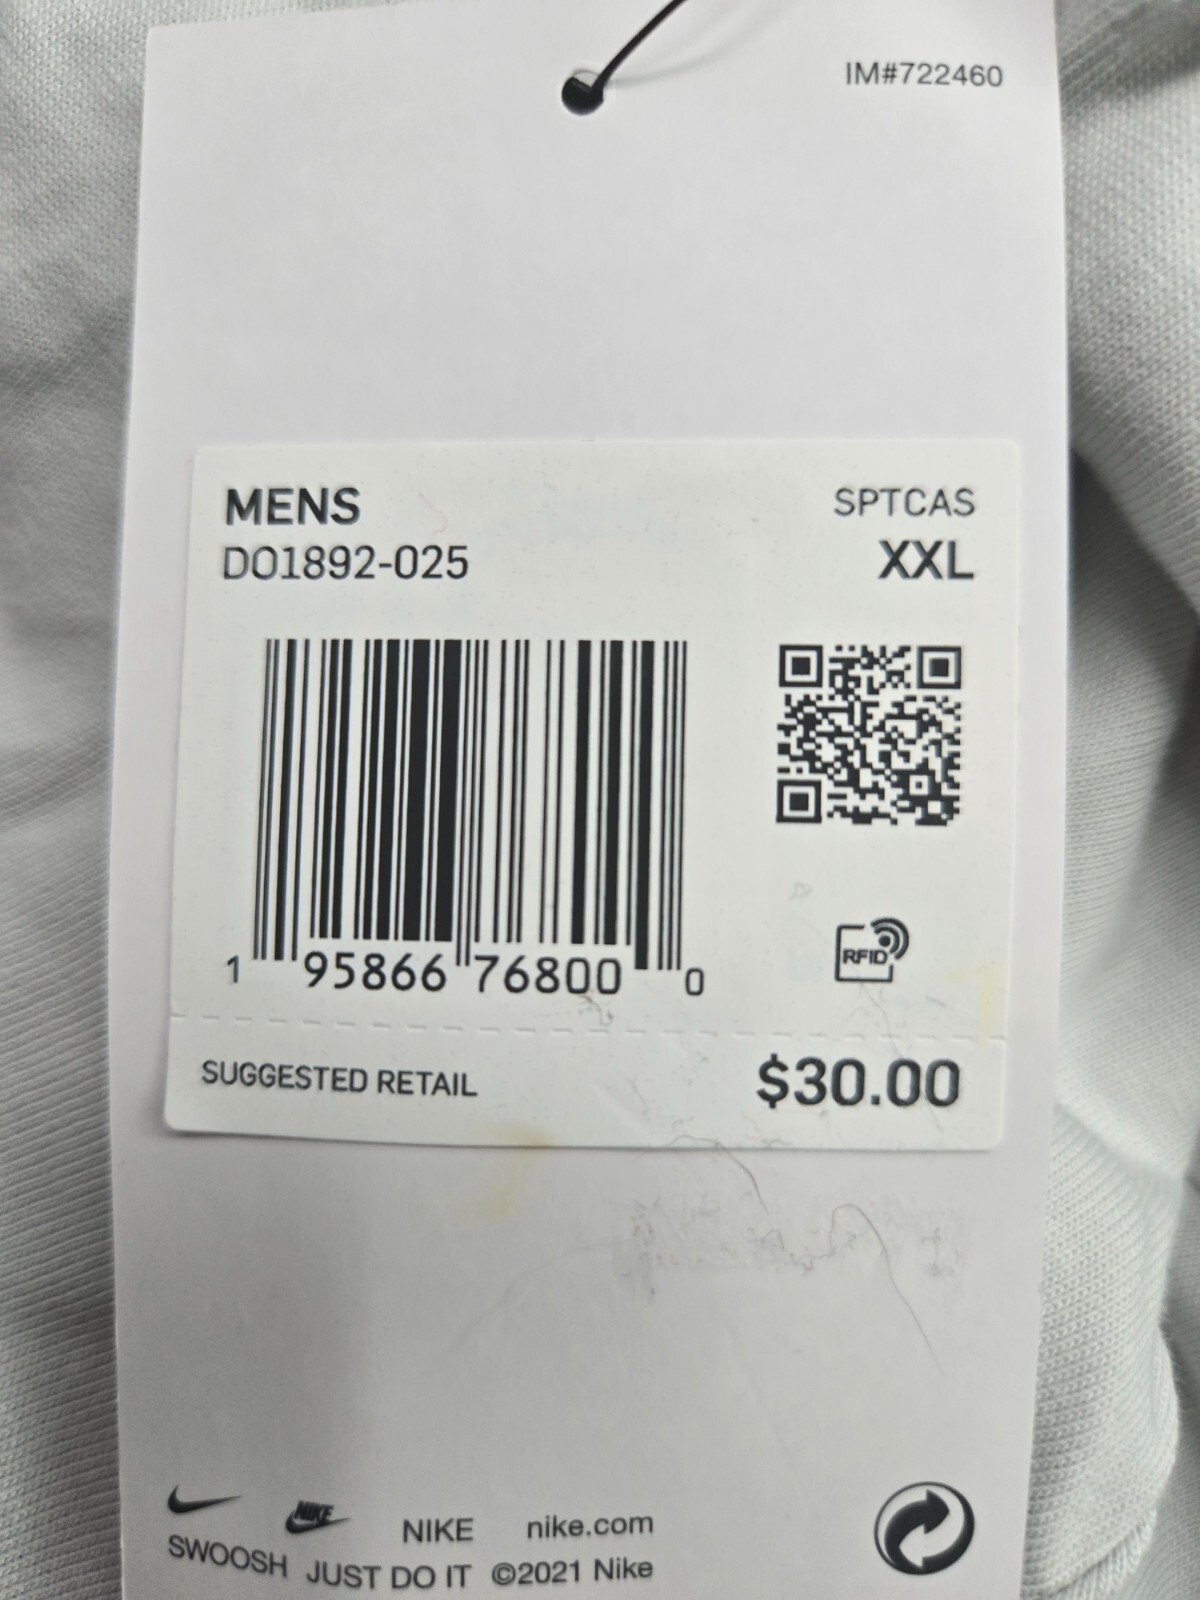 IM#722460
MENS SPTCAS
DO1892-025 XXL
1 95866 76800 0
RFID
SUGGESTED RETAIL $30.00
NIKE NIKE nike.com
SWOOSH JUST DO IT ©2021 Nike